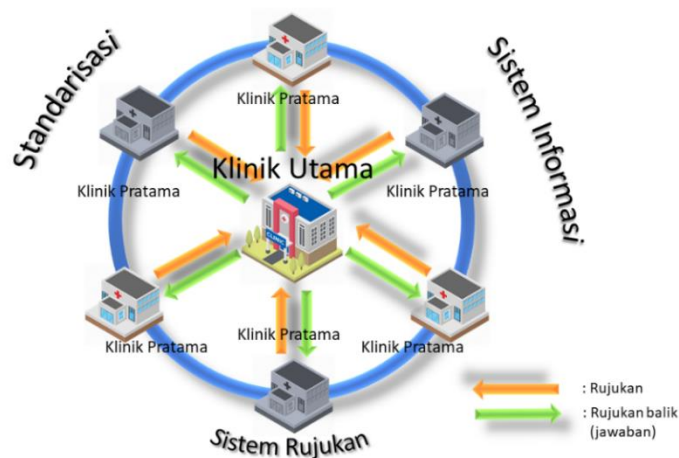 Standarisasi
Sistem Informasi
Klinik Pratama
Klinik Utama
Klinik Pratama
Klinik Pratama
CLINIC
Klinik Pratama
Klinik Pratama
Klinik Pratama
Sistem Rujukan
: Rujukan
: Rujukan balik
(jawaban)